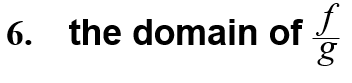 6. the domain of f/g